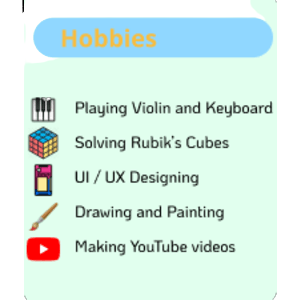 Hobbies
Playing Violin and Keyboard
Solving Rubik's Cubes
UI / UX Designing
Drawing and Painting
Making YouTube videos